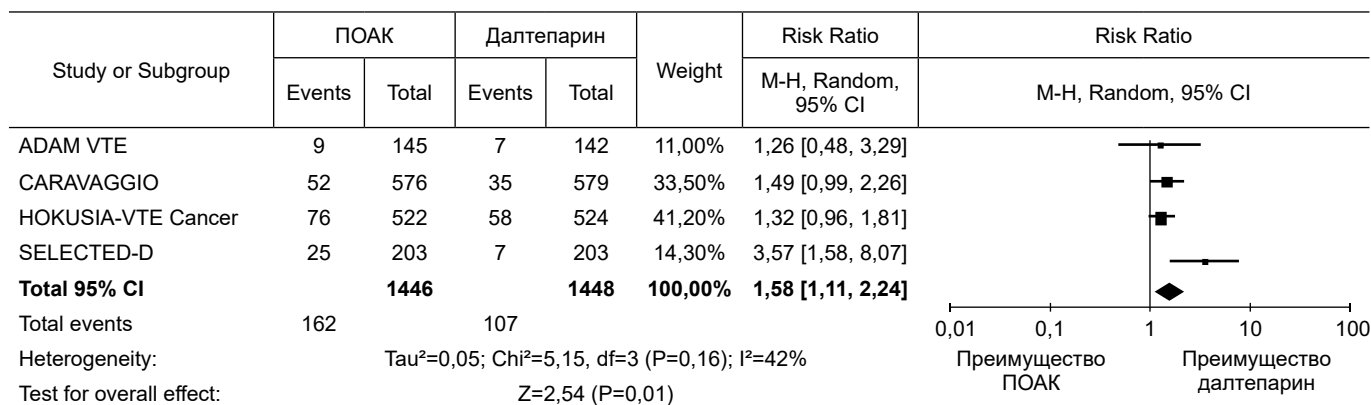 Study or Subgroup ПОАК Далтепарин Weight Risk Ratio Risk Ratio
Events Total Events Total M-H, Random, 95% CI M-H, Random, 95% CI
ADAM VTE 9 145 7 142 11,00% 1,26 [0,48, 3,29]
CARAVAGGIO 52 576 35 579 33,50% 1,49 [0,99, 2,26]
HOKUSIA-VTE Cancer 76 522 58 524 41,20% 1,32 [0,96, 1,81]
SELECTED-D 25 203 7 203 14,30% 3,57 [1,58, 8,07]
Total 95% CI 1446 1448 100,00% 1,58 [1,11, 2,24]
Total events 162 107
0,01 0,1 1 10 100
Heterogeneity: Tau²=0,05; Chi²=5,15, df=3 (P=0,16); I²=42%
Test for overall effect: Z=2,54 (P=0,01)
Преимущество ПОАК
Преимущество далтепарин